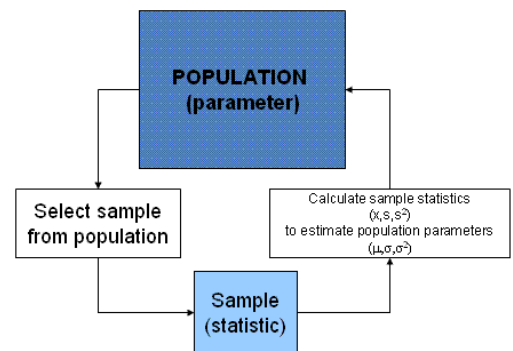 POPULATION
(parameter)
Select sample
from population
Sample
(statistic)
Calculate sample statistics
(x,s,s²)
to estimate population parameters
(μ,σ,σ²)